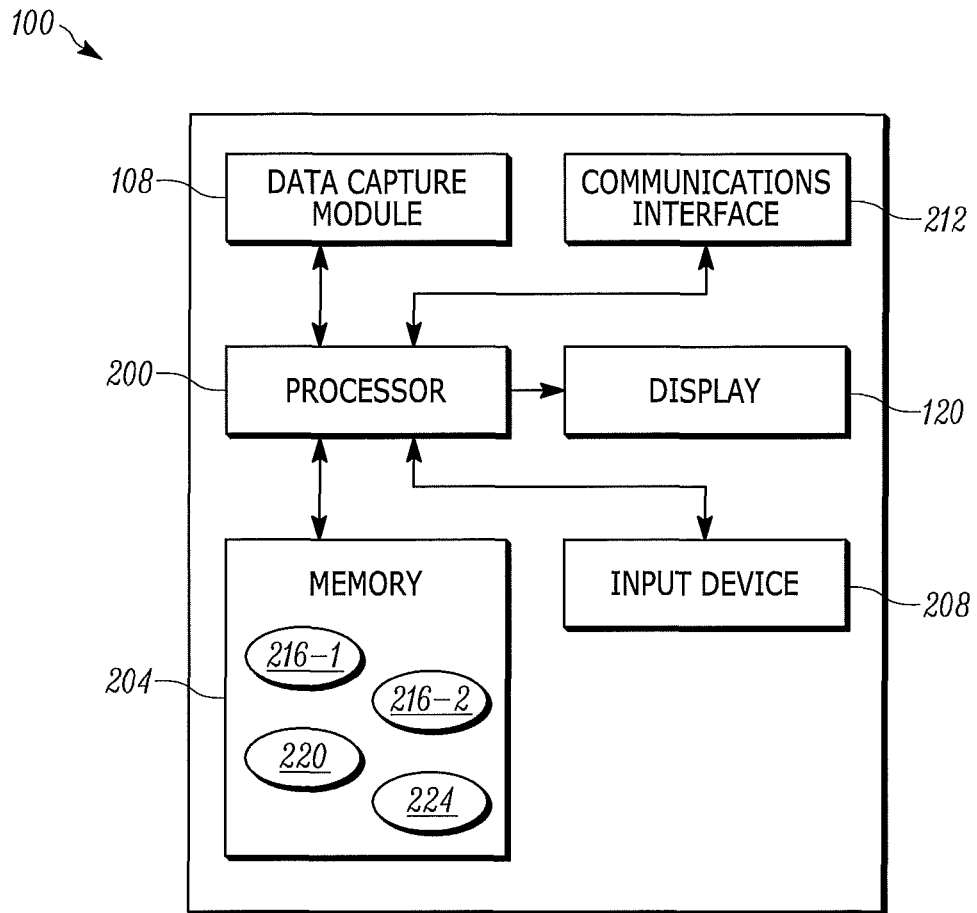 100
108
DATA CAPTURE
MODULE
COMMUNICATIONS
INTERFACE
212
200
PROCESSOR
DISPLAY
120
204
MEMORY
216-1
216-2
220
224
INPUT DEVICE
208